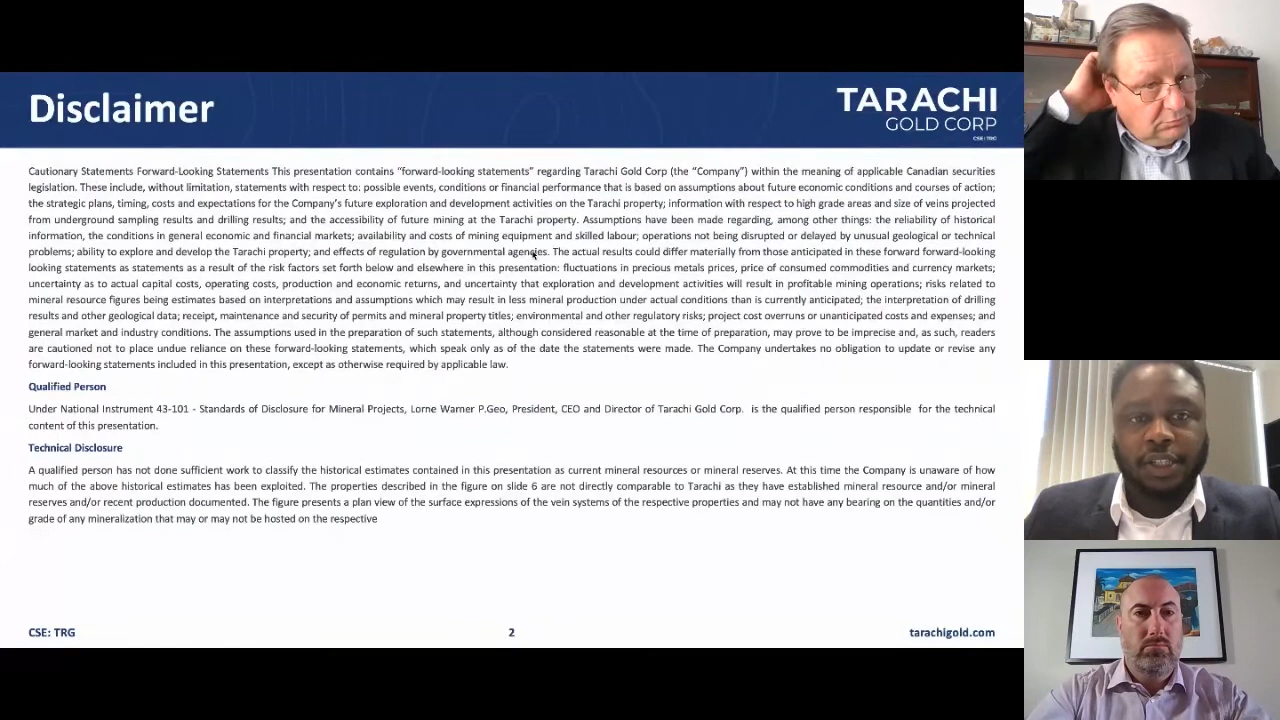 Disclaimer
TARACHI
GOLD CORP
CSE: TRG
Cautionary Statements Forward-Looking Statements This presentation contains “forward-looking statements” regarding Tarachi Gold Corp (the “Company”) within the meaning of applicable Canadian securities
legislation. These include, without limitation, statements with respect to: possible events, conditions or financial performance that is based on assumptions about future economic conditions and courses of action;
the strategic plans, timing, costs and expectations for the Company’s future exploration and development activities on the Tarachi property; information with respect to high grade areas and size of veins projected
from underground sampling results and drilling results; and the accessibility of future mining at the Tarachi property. Assumptions have been made regarding, among other things: the reliability of historical
information, the conditions in general economic and financial markets; availability and costs of mining equipment and skilled labour; operations not being disrupted or delayed by unusual geological or technical
problems; ability to explore and develop the Tarachi property; and effects of regulation by governmental agencies. The actual results could differ materially from those anticipated in these forward forward-looking
looking statements as statements as a result of the risk factors set forth below and elsewhere in this presentation: fluctuations in precious metals prices, price of consumed commodities and currency markets;
uncertainty as to actual capital costs, operating costs, production and economic returns, and uncertainty that exploration and development activities will result in profitable mining operations; risks related to
mineral resource figures being estimates based on interpretations and assumptions which may result in less mineral production under actual conditions than is currently anticipated; the interpretation of drilling
results and other geological data; receipt, maintenance and security of permits and mineral property titles; environmental and other regulatory risks; project cost overruns or unanticipated costs and expenses; and
general market and industry conditions. The assumptions used in the preparation of such statements, although considered reasonable at the time of preparation, may prove to be imprecise and, as such, readers
are cautioned not to place undue reliance on these forward-looking statements, which speak only as of the date the statements were made. The Company undertakes no obligation to update or revise any
forward-looking statements included in this presentation, except as otherwise required by applicable law.
Qualified Person
Under National Instrument 43-101 - Standards of Disclosure for Mineral Projects, Lorne Warner P.Geo, President, CEO and Director of Tarachi Gold Corp. is the qualified person responsible for the technical
content of this presentation.
Technical Disclosure
A qualified person has not done sufficient work to classify the historical estimates contained in this presentation as current mineral resources or mineral reserves. At this time the Company is unaware of how
much of the above historical estimates has been exploited. The properties described in the figure on slide 6 are not directly comparable to Tarachi as they have established mineral resource and/or mineral
reserves and/or recent production documented. The figure presents a plan view of the surface expressions of the vein systems of the respective properties and may not have any bearing on the quantities and/or
grade of any mineralization that may or may not be hosted on the respective
CSE: TRG
2
tarachigold.com